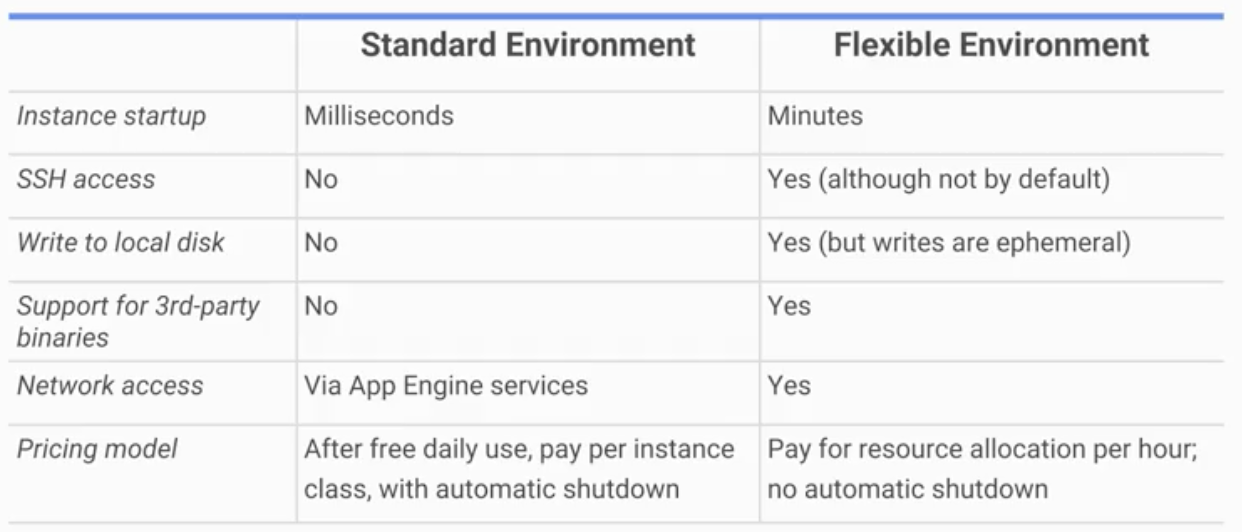 Standard Environment
Flexible Environment
Instance startup
Milliseconds
Minutes
SSH access
No
Yes (although not by default)
Write to local disk
No
Yes (but writes are ephemeral)
Support for 3rd-party
binaries
No
Yes
Network access
Via App Engine services
Yes
Pricing model
After free daily use, pay per instance
class, with automatic shutdown
Pay for resource allocation per hour;
no automatic shutdown